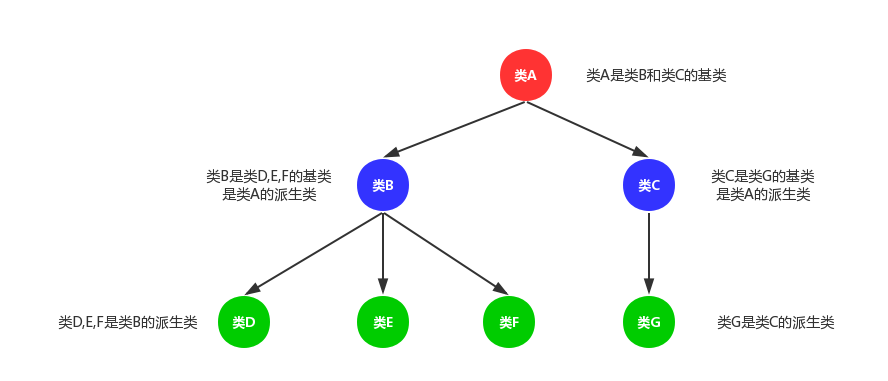 类A
类A是类B和类C的基类
类B是类D,E,F的基类
是类A的派生类
类B
类C
类C是类G的基类
是类A的派生类
类D,E,F是类B的派生类
类D
类E
类F
类G
类G是类C的派生类